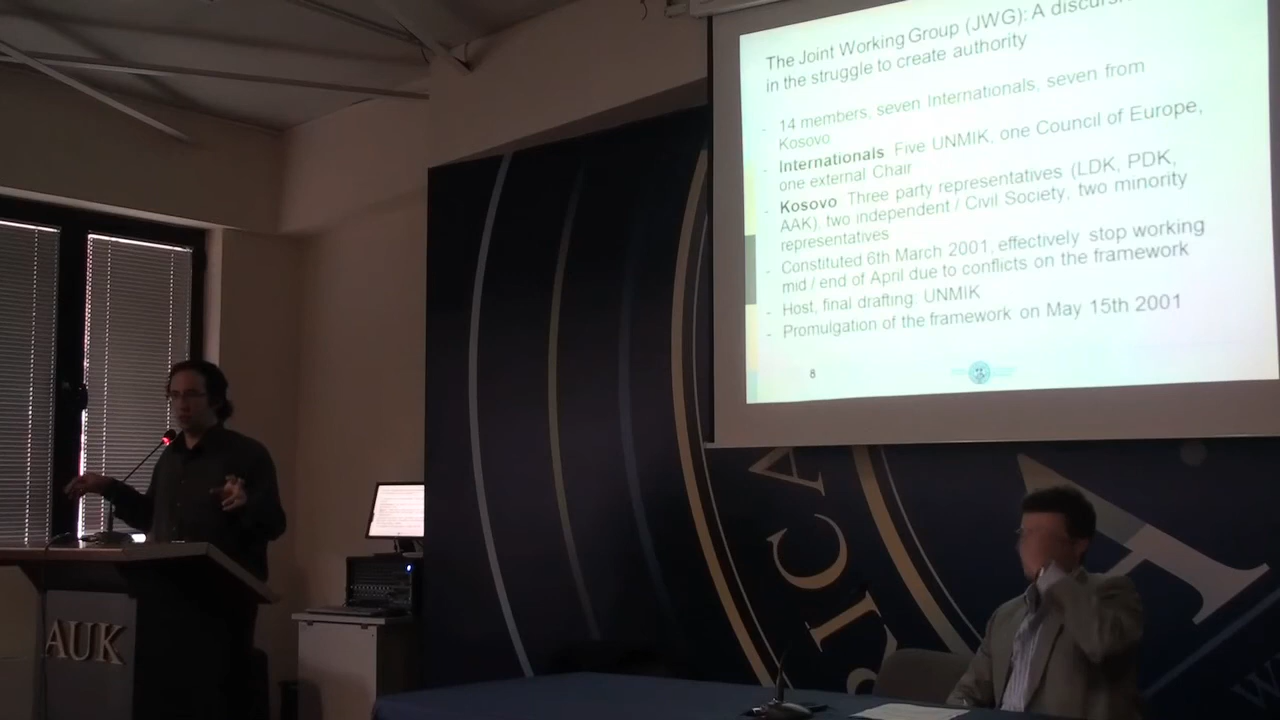 The Joint Working Group (JWG): A
in the struggle to create authority
- 14 members, seven Internationals, seven from
Kosovo
- Internationals Five UNMIK, one Council of Europe,
one external Chair
- Kosovo Three party representatives (LDK, PDK,
AAK), two independent / Civil Society, two minority
representatives
- Constituted 6th March 2001, effectively stop working
mid / end of April due to conflicts on the framework
- Host, final drafting: UNMIK
- Promulgation of the framework on May 15th 2001
8
AUK
RICA